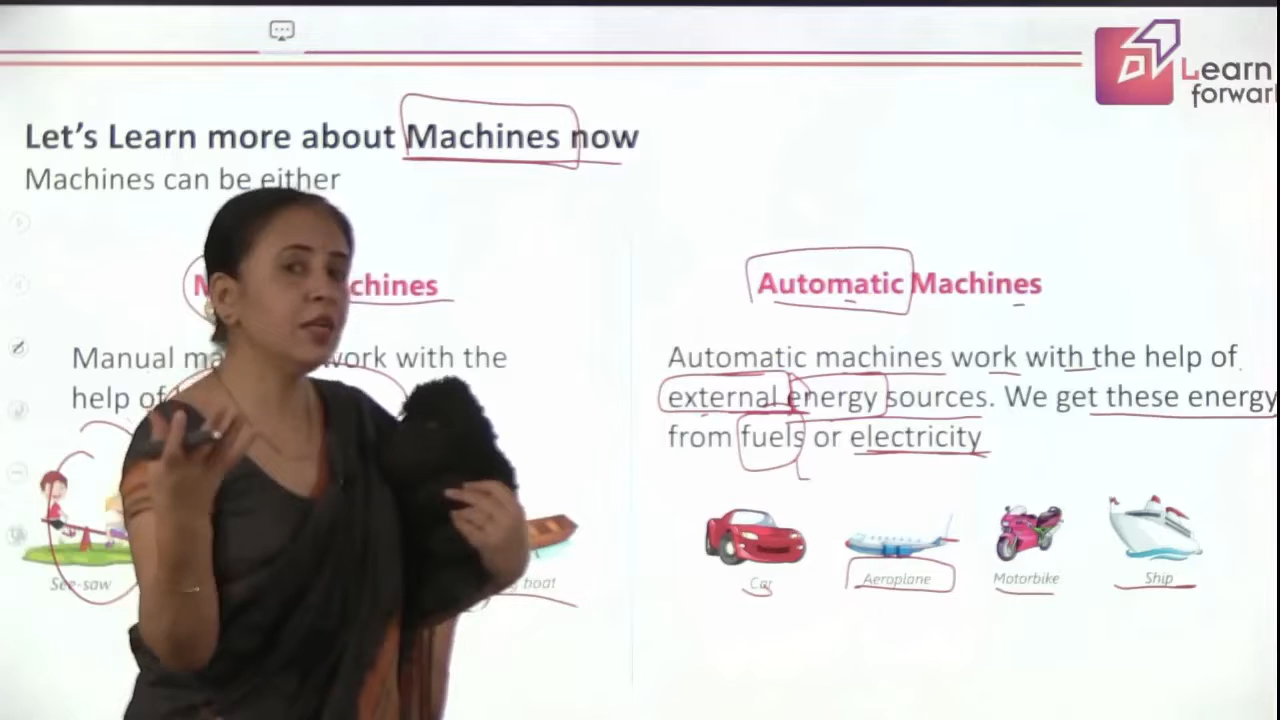 Learn
forward
Let's Learn more about Machines now
Machines can be either
chines
Manual work with the
help of
See-saw
boat
Automatic Machines
Automatic machines work with the help of
external energy sources. We get these energy
from fuels or electricity
Car
Aeroplane
Motorbike
Ship